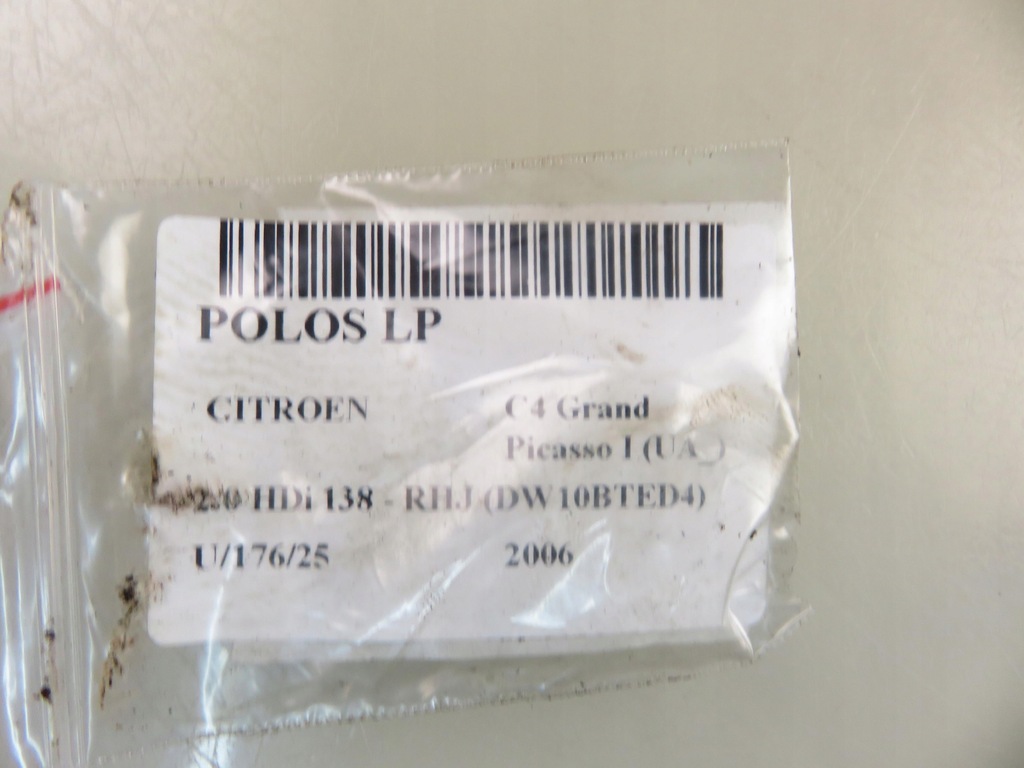 POLOS LP
CITROEN C4 Grand
Picasso I (UA_)
2.0 HDi 138 - RHJ (DW10BTED4)
U/176/25 2006